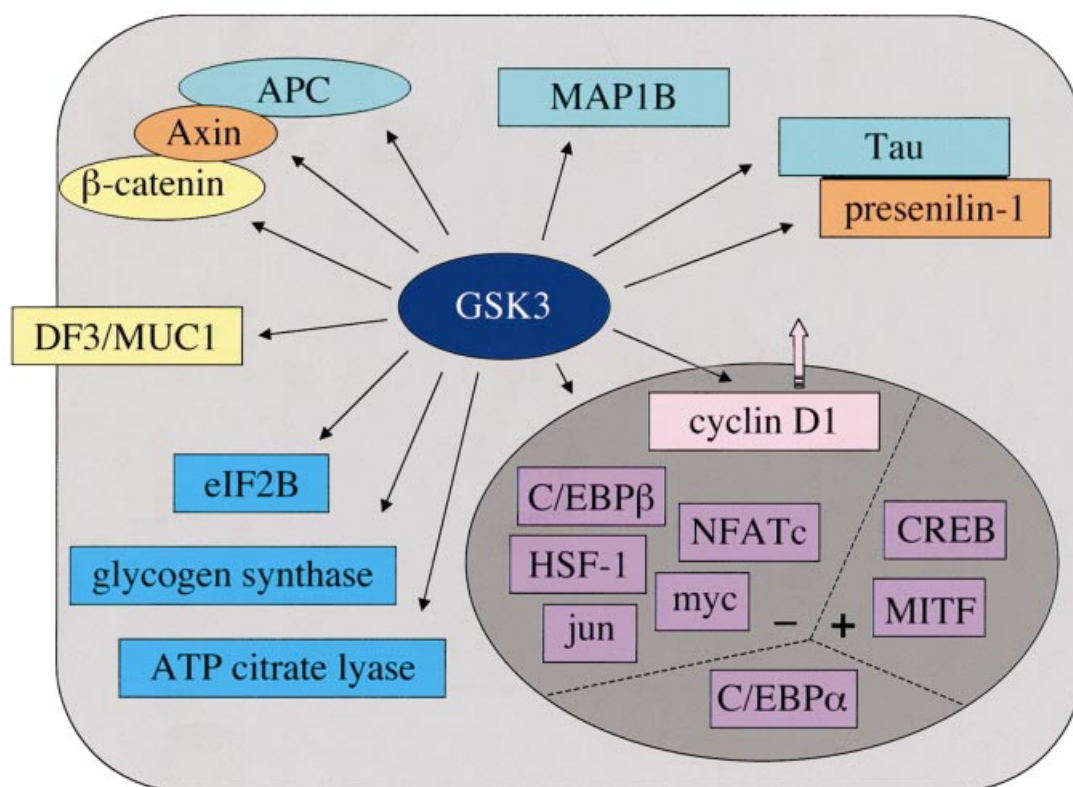 APC
MAP1B
Axin
Tau
β-catenin
presenilin-1
GSK3
DF3/MUC1
cyclin D1
eIF2B
C/EBPβ
NFATc
CREB
glycogen synthase
HSF-1
myc
MITF
jun
– +
ATP citrate lyase
C/EBPα